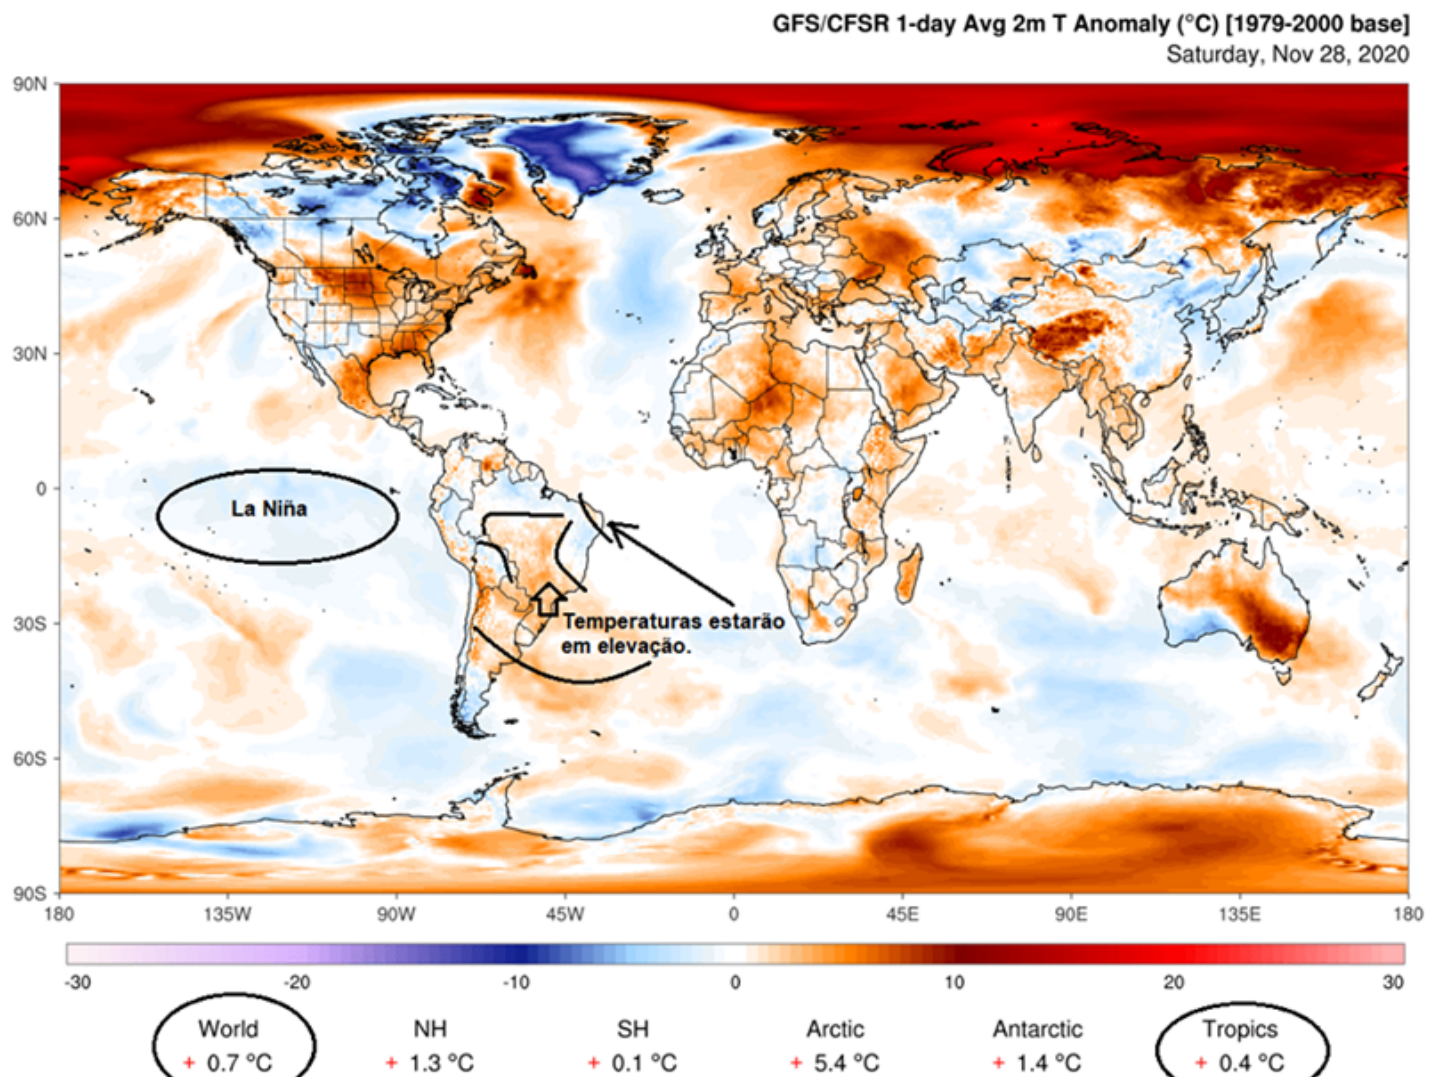 GFS/CFSR 1-day Avg 2m T Anomaly (°C) [1979-2000 base]
Saturday, Nov 28, 2020
90N
60N
30N
0
30S
60S
90S
La Niña
Temperaturas estarão
em elevação.
180 135W 90W 45W 0 45E 90E 135E 180
-30 -20 -10 0 10 20 30
World NH SH Arctic Antarctic Tropics
+ 0.7 °C + 1.3 °C + 0.1 °C + 5.4 °C + 1.4 °C + 0.4 °C